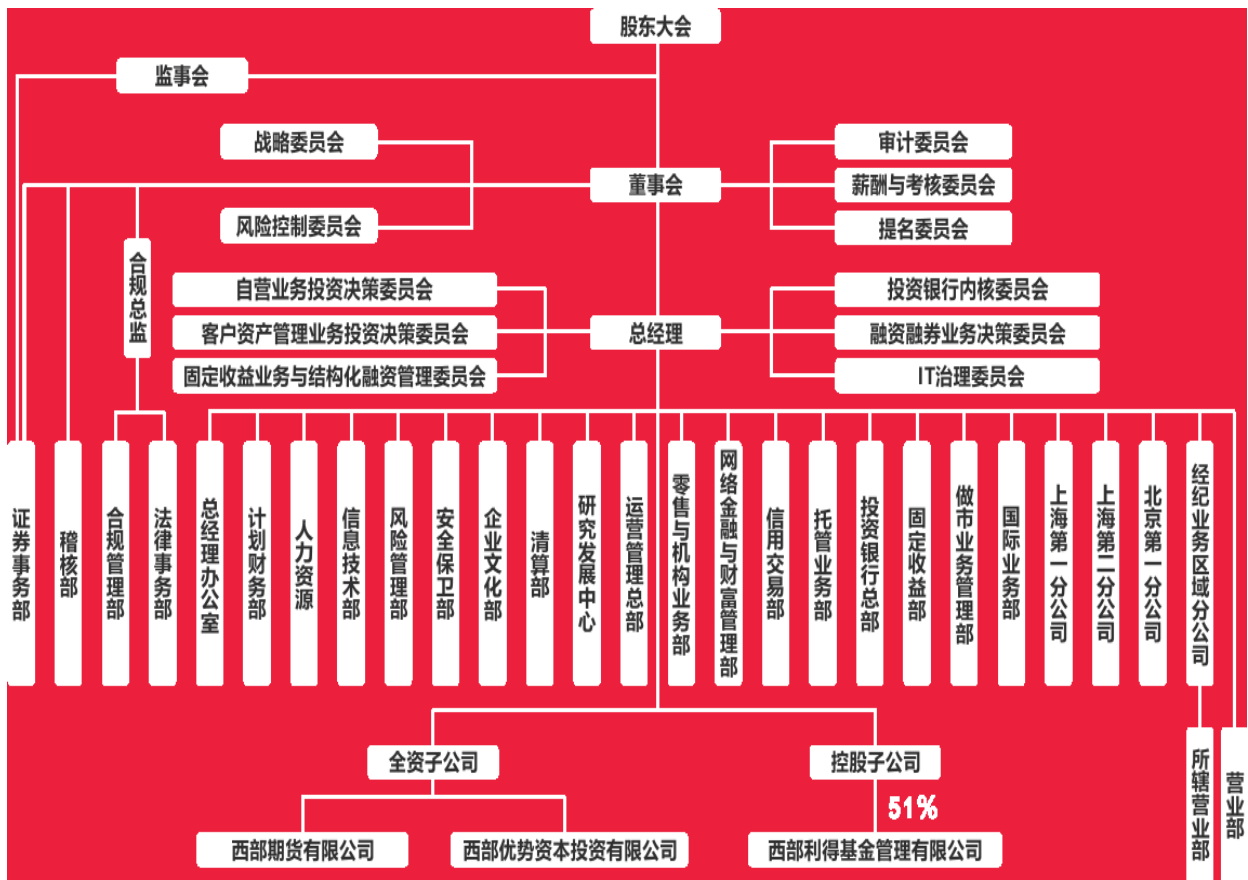 股东大会
监事会
战略委员会
审计委员会
董事会
薪酬与考核委员会
风险控制委员会
提名委员会
合规总监
自营业务投资决策委员会
投资银行内核委员会
客户资产管理业务投资决策委员会
总经理
融资融券业务决策委员会
固定收益业务与结构化融资管理委员会
IT治理委员会
证券事务部
稽核部
合规管理部
法律事务部
总经理办公室
计划财务部
人力资源
信息技术部
风险管理部
安全保卫部
企业文化部
清算部
研究发展中心
运营管理总部
零售与机构业务部
网络金融与财富管理部
信用交易部
托管业务部
投资银行总部
固定收益部
做市业务管理部
国际业务部
上海第一分公司
上海第二分公司
北京第一分公司
经纪业务区域分公司
全资子公司
控股子公司
所辖营业部
营业部
51%
西部期货有限公司
西部优势资本投资有限公司
西部利得基金管理有限公司